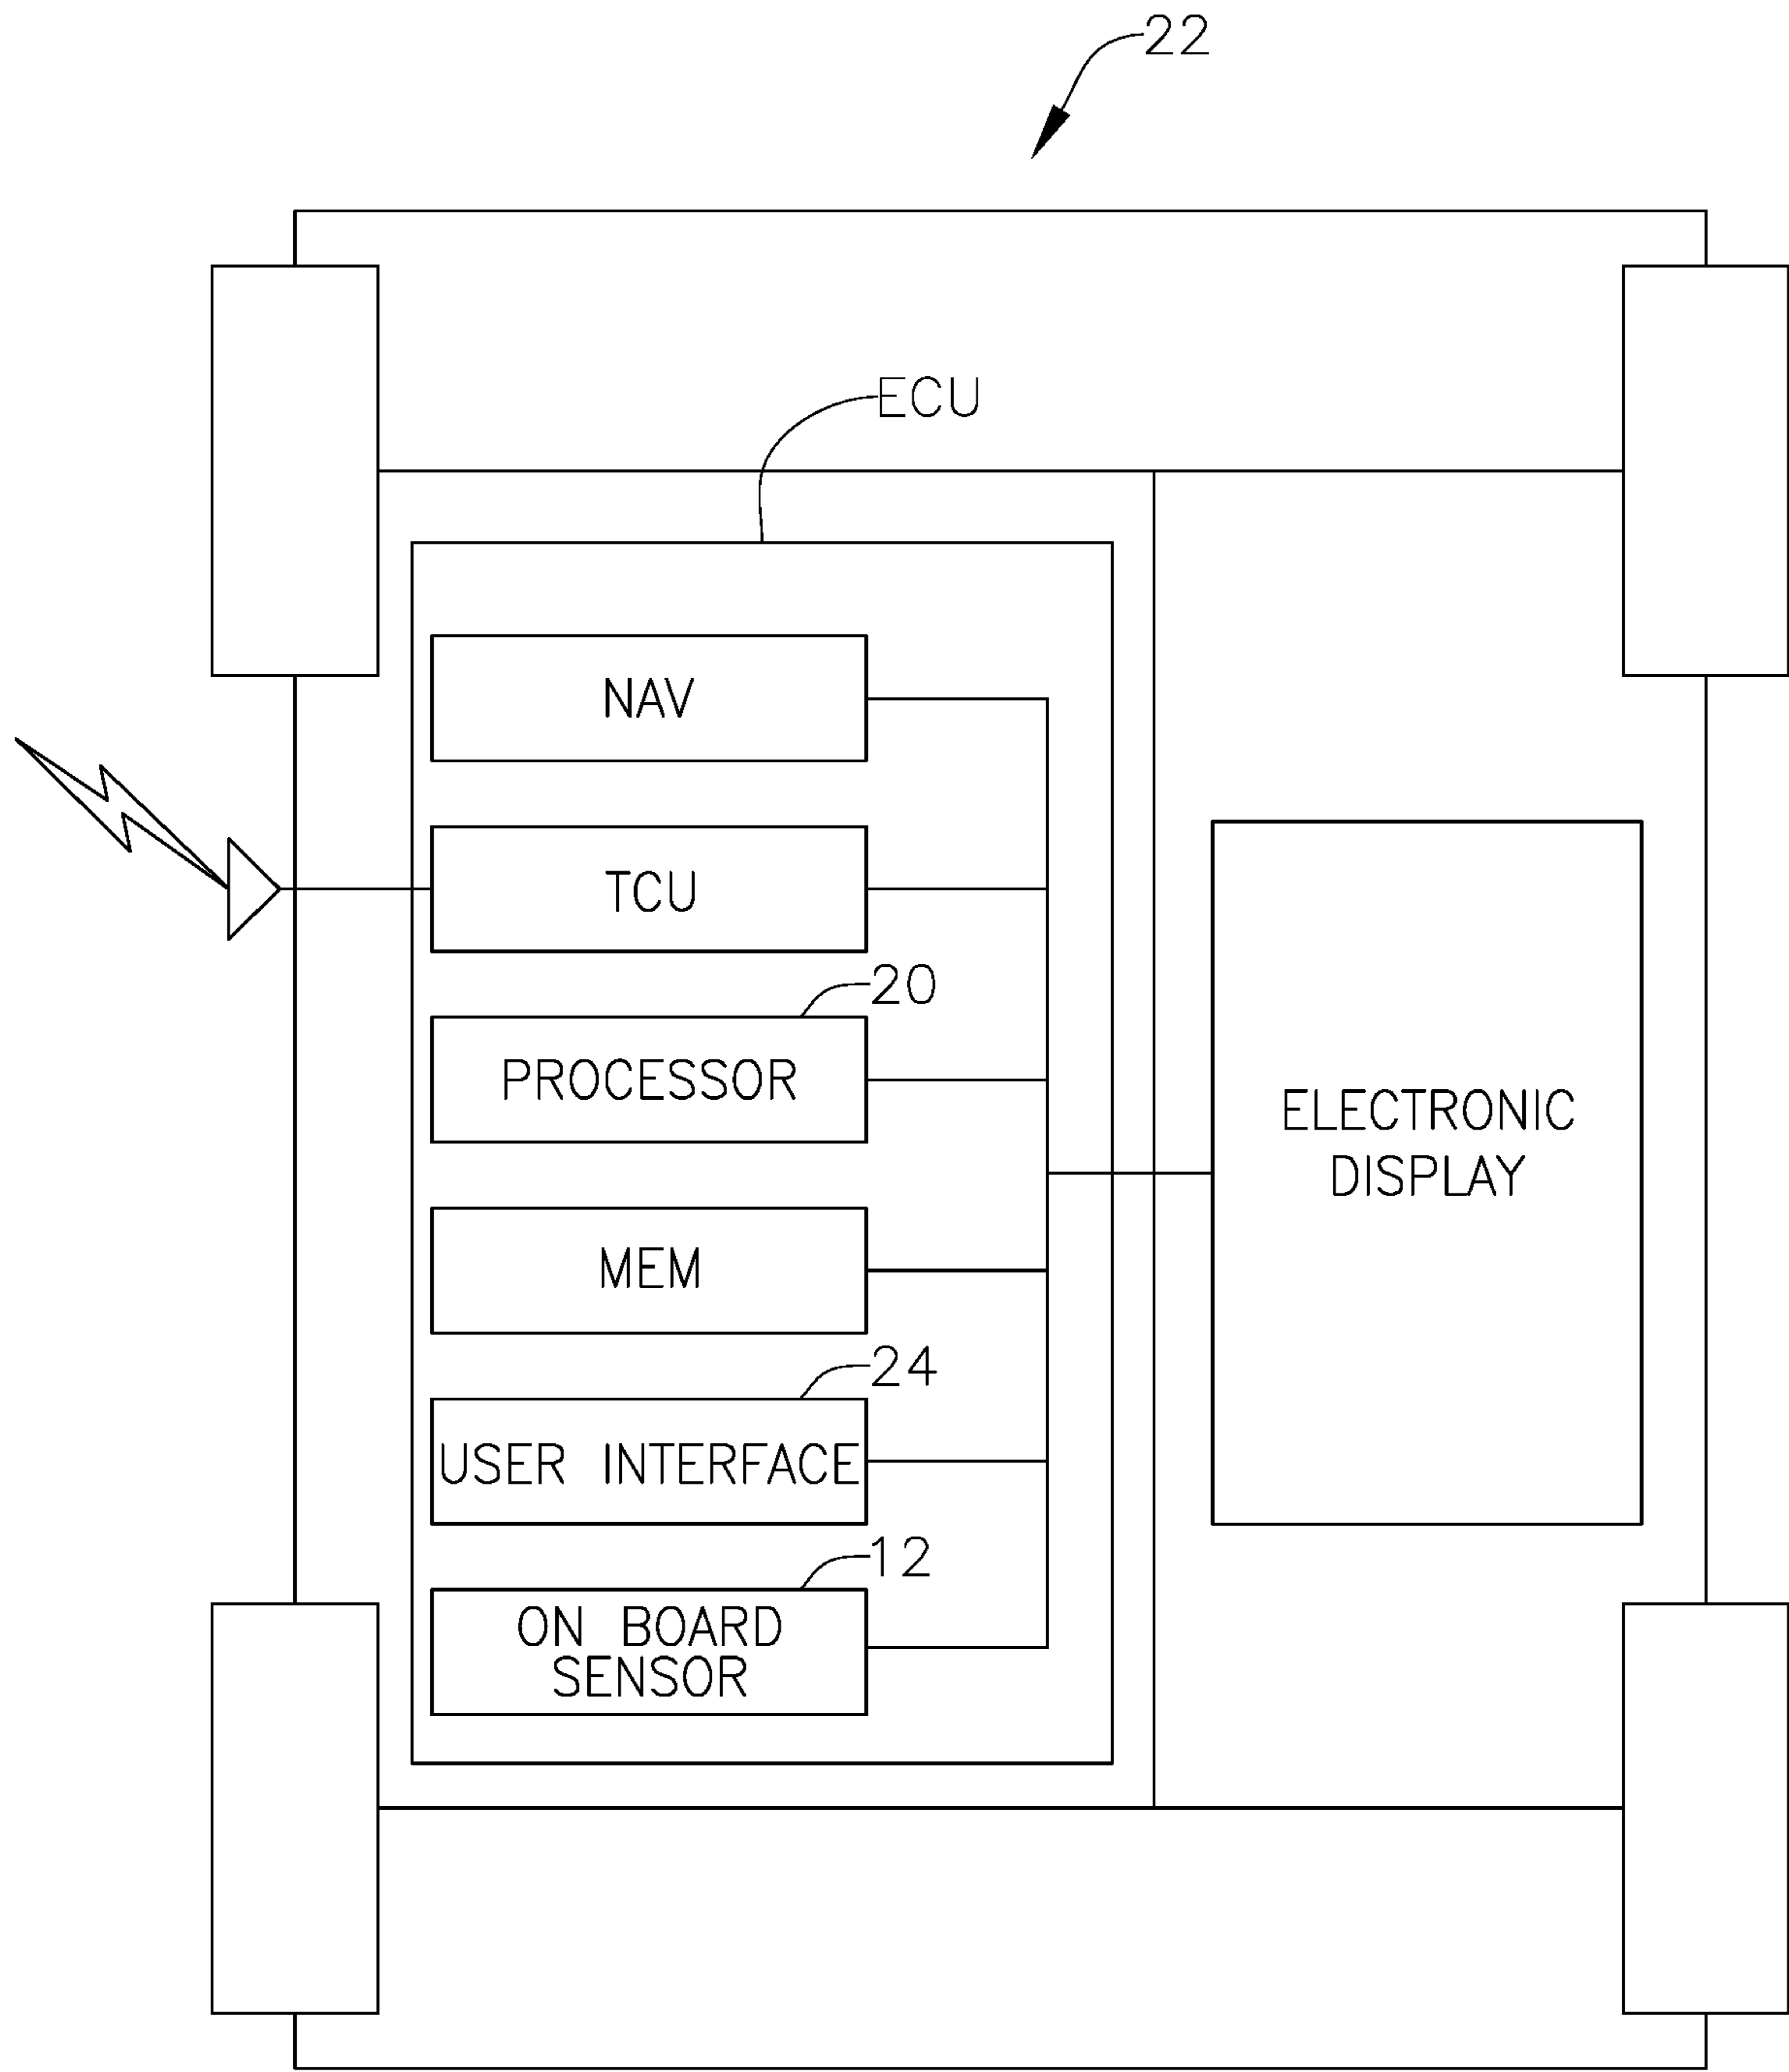 22
ECU
NAV
TCU
20
PROCESSOR
ELECTRONIC
DISPLAY
MEM
24
USER INTERFACE
12
ON BOARD
SENSOR